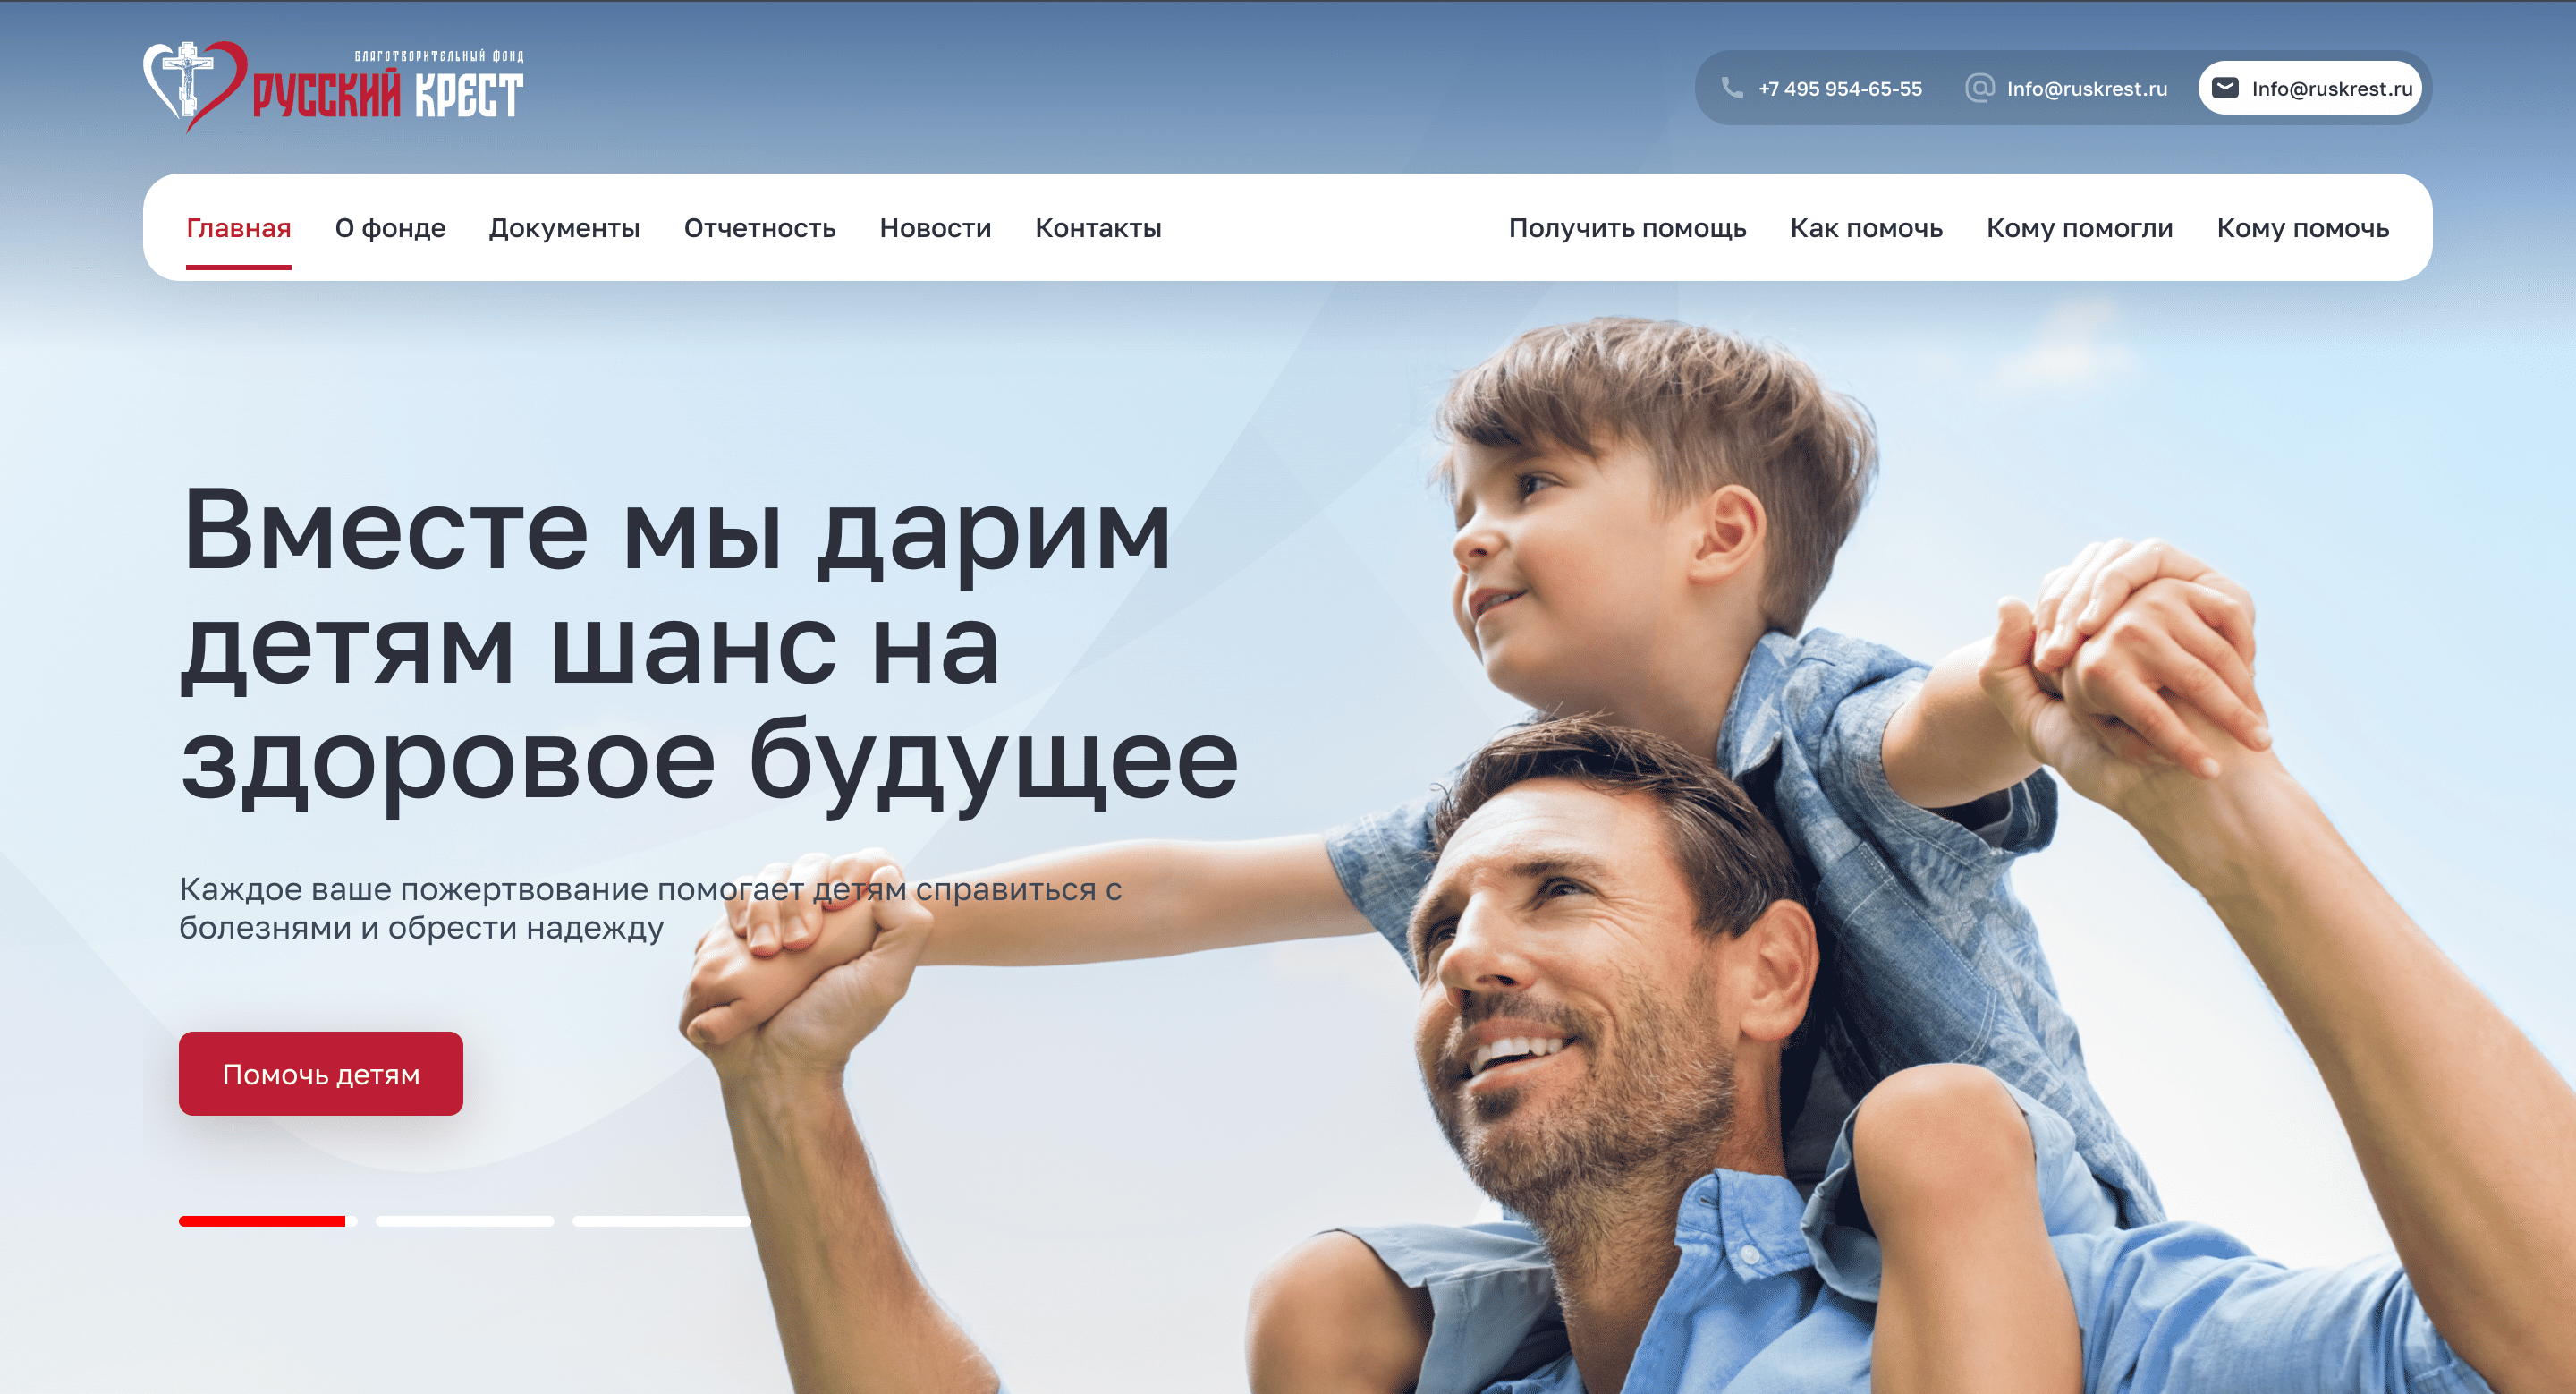 БЛАГОТВОРИТЕЛЬНЫЙ ФОНД
РУССКИЙ КРЕСТ
+7 495 954-65-55
Info@ruskrest.ru
Info@ruskrest.ru
Главная
О фонде
Документы
Отчетность
Новости
Контакты
Получить помощь
Как помочь
Кому помогли
Кому помочь
Вместе мы дарим
детям шанс на
здоровое будущее
Каждое ваше пожертвование помогает детям справиться с
болезнями и обрести надежду
Помочь детям